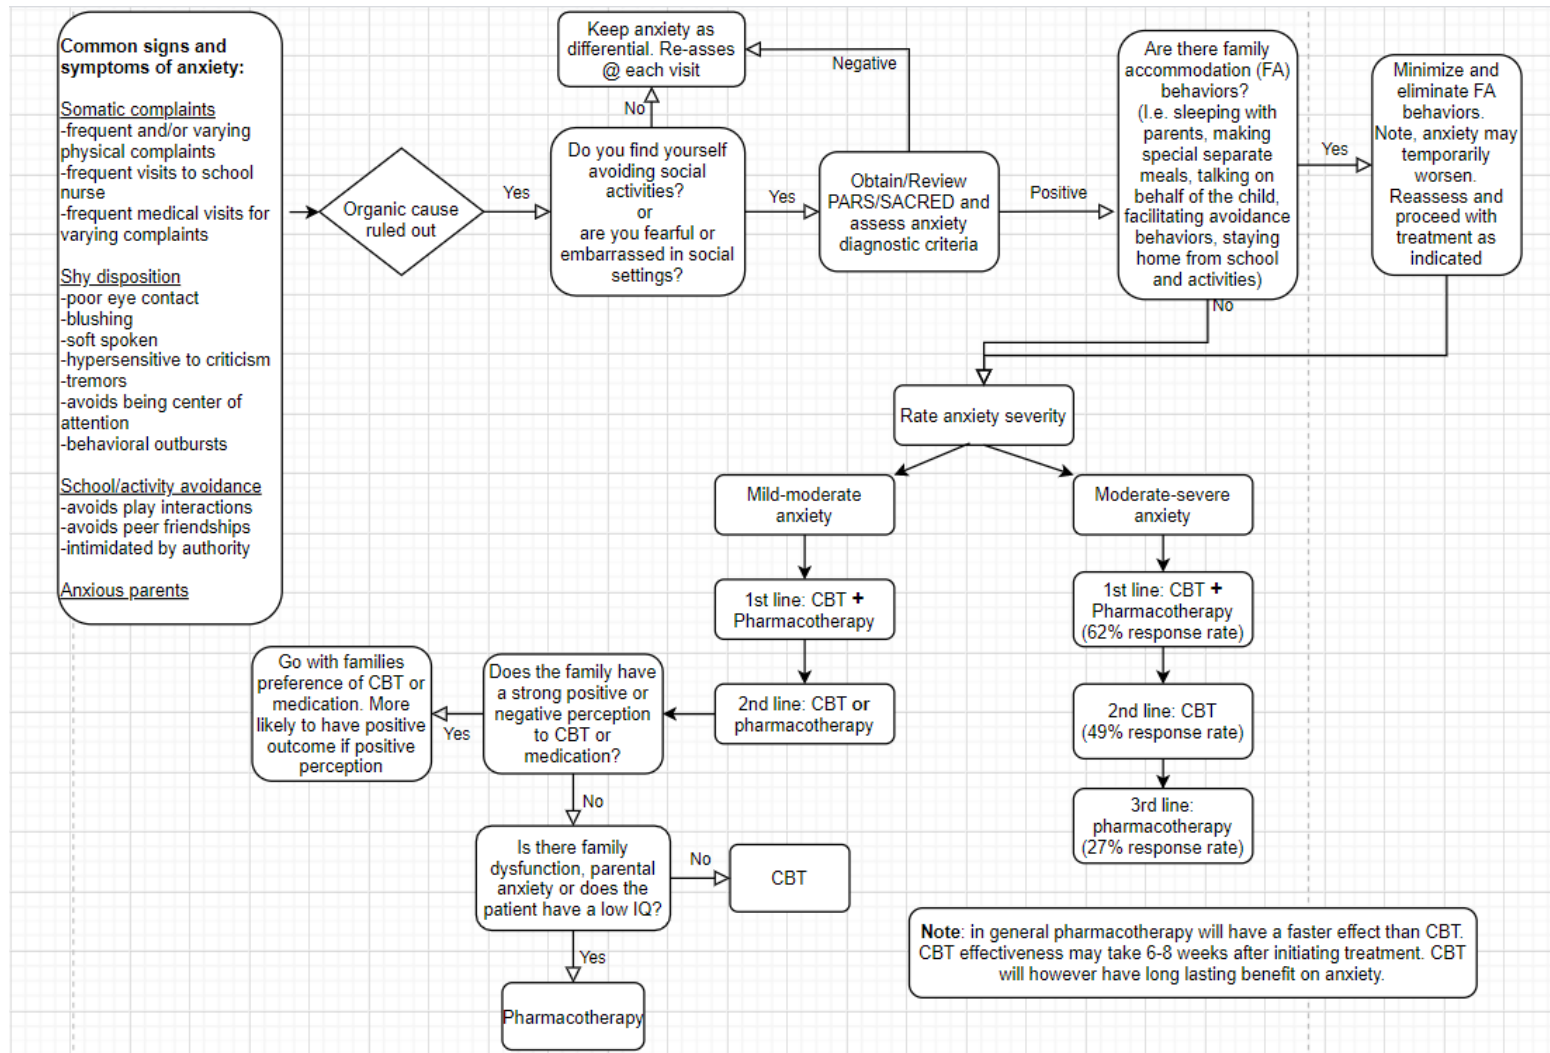 Common signs and
symptoms of anxiety:
Somatic complaints
-frequent and/or varying
physical complaints
-frequent visits to school
nurse
-frequent medical visits for
varying complaints
Shy disposition
-poor eye contact
-blushing
-soft spoken
-hypersensitive to criticism
-tremors
-avoids being center of
attention
-behavioral outbursts
School/activity avoidance
-avoids play interactions
-avoids peer friendships
-intimidated by authority
Anxious parents
Organic cause
ruled out
Yes
Keep anxiety as
differential. Re-asses
@ each visit
No
Do you find yourself
avoiding social
activities?
or
are you fearful or
embarrassed in social
settings?
Yes
Negative
Obtain/Review
PARS/SACRED and
assess anxiety
diagnostic criteria
Positive
Are there family
accommodation (FA)
behaviors?
(I.e. sleeping with
parents, making
special separate
meals, talking on
behalf of the child,
facilitating avoidance
behaviors, staying
home from school
and activities)
Yes
No
Minimize and
eliminate FA
behaviors.
Note, anxiety may
temporarily
worsen.
Reassess and
proceed with
treatment as
indicated
Rate anxiety severity
Mild-moderate
anxiety
1st line: CBT +
Pharmacotherapy
2nd line: CBT or
pharmacotherapy
Moderate-severe
anxiety
1st line: CBT +
Pharmacotherapy
(62% response rate)
2nd line: CBT
(49% response rate)
3rd line:
pharmacotherapy
(27% response rate)
Does the family have
a strong positive or
negative perception
to CBT or
medication?
Yes
Go with families
preference of CBT or
medication. More
likely to have positive
outcome if positive
perception
No
Is there family
dysfunction, parental
anxiety or does the
patient have a low IQ?
No
CBT
Yes
Pharmacotherapy
Note: in general pharmacotherapy will have a faster effect than CBT.
CBT effectiveness may take 6-8 weeks after initiating treatment. CBT
will however have long lasting benefit on anxiety.